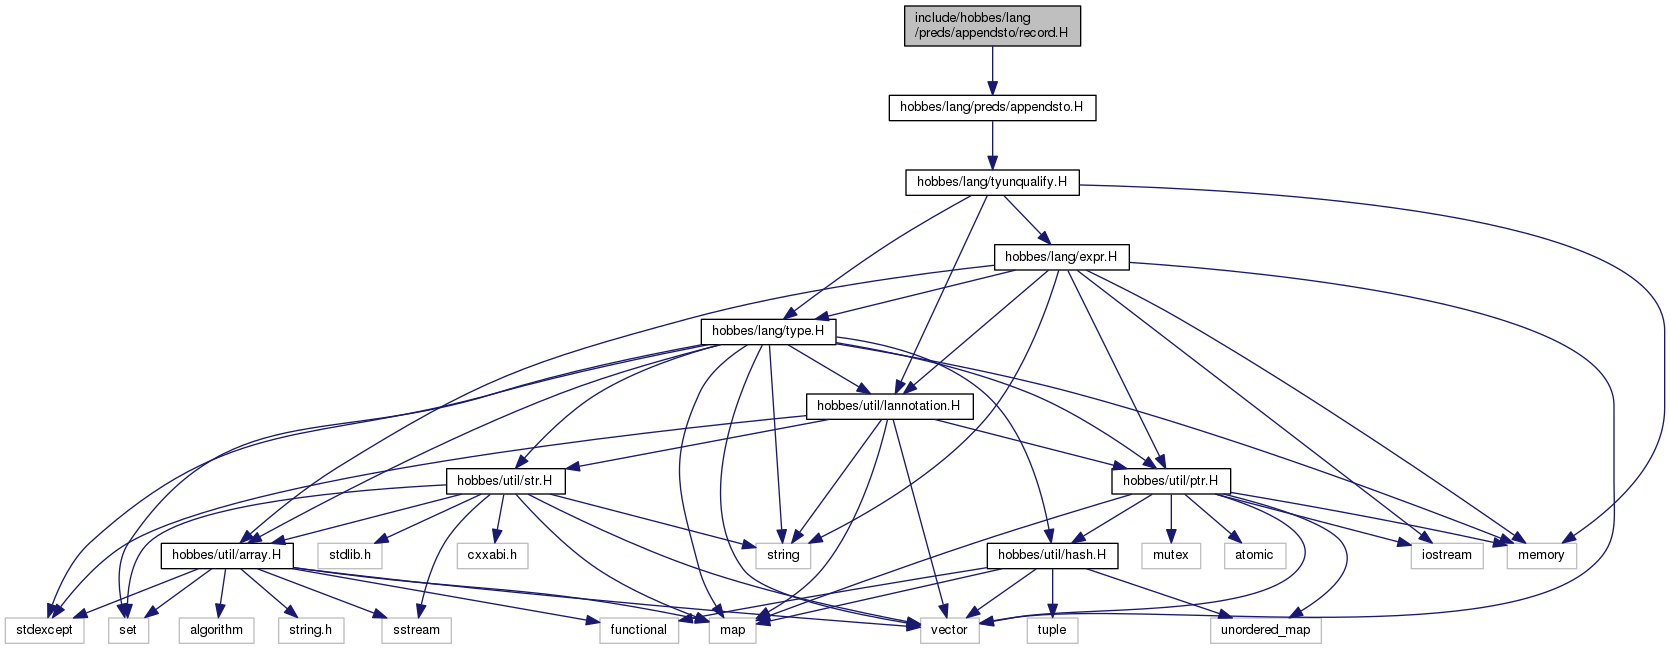 include/hobbes/lang
/preds/appendsto/record.H
hobbes/lang/preds/appendsto.H
hobbes/lang/tyunqualify.H
hobbes/lang/expr.H
hobbes/lang/type.H
hobbes/util/lannotation.H
hobbes/util/str.H
hobbes/util/ptr.H
hobbes/util/array.H
stdlib.h
cxxabi.h
string
hobbes/util/hash.H
mutex
atomic
iostream
memory
stdexcept
set
algorithm
string.h
sstream
functional
map
vector
tuple
unordered_map